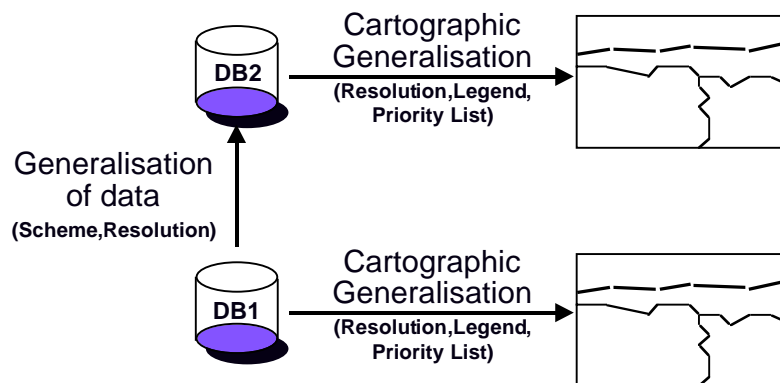 Cartographic
Generalisation
(Resolution,Legend,
Priority List)
DB2
Generalisation
of data
(Scheme,Resolution)
Cartographic
Generalisation
(Resolution,Legend,
Priority List)
DB1